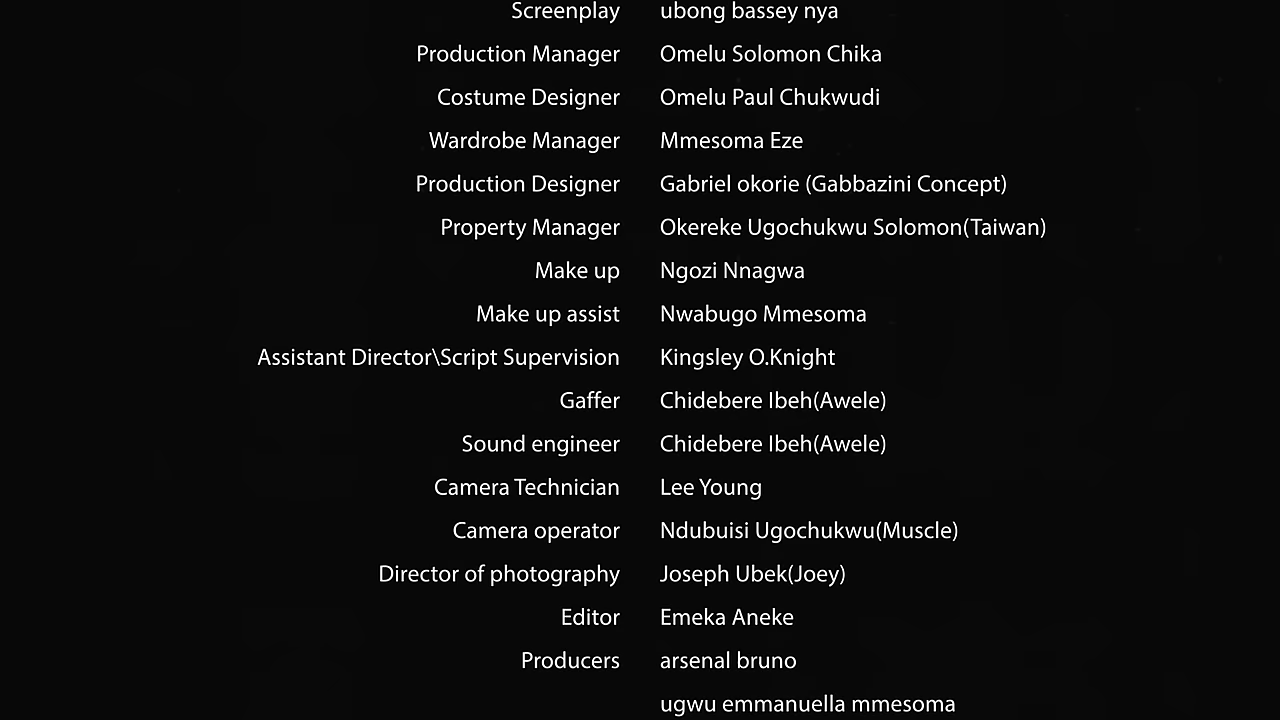 Screenplay ubong bassey nya
Production Manager Omelu Solomon Chika
Costume Designer Omelu Paul Chukwudi
Wardrobe Manager Mmesoma Eze
Production Designer Gabriel okorie (Gabbazini Concept)
Property Manager Okereke Ugochukwu Solomon(Taiwan)
Make up Ngozi Nnagwa
Make up assist Nwabugo Mmesoma
Assistant Director\Script Supervision Kingsley O.Knight
Gaffer Chidebere Ibeh(Awele)
Sound engineer Chidebere Ibeh(Awele)
Camera Technician Lee Young
Camera operator Ndubuisi Ugochukwu(Muscle)
Director of photography Joseph Ubek(Joey)
Editor Emeka Aneke
Producers arsenal bruno
ugwu emmanuella mmesoma